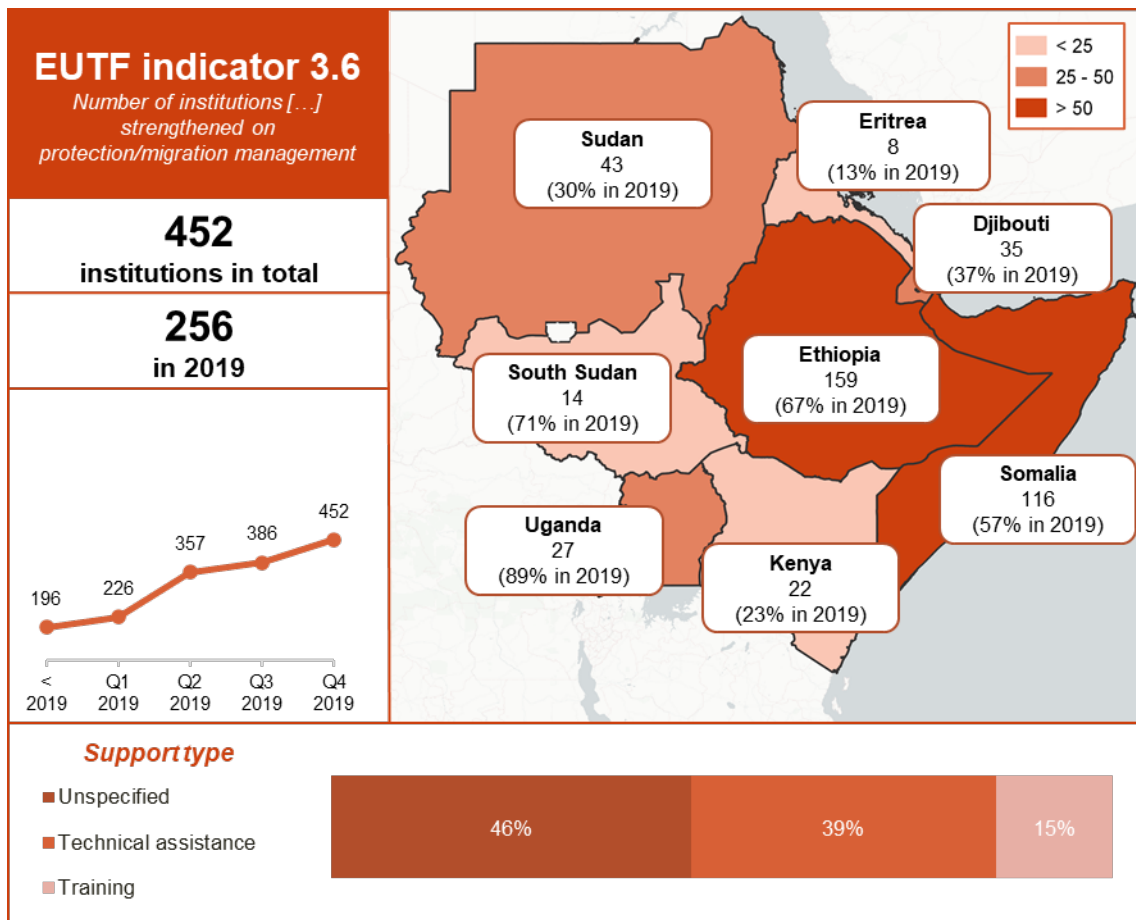 EUTF indicator 3.6
Number of institutions […]
strengthened on
protection/migration management
452
institutions in total
256
in 2019
196
226
357
386
452
<
2019
Q1
2019
Q2
2019
Q3
2019
Q4
2019
< 25
25 - 50
> 50
Sudan
43
(30% in 2019)
Eritrea
8
(13% in 2019)
Djibouti
35
(37% in 2019)
Ethiopia
159
(67% in 2019)
South Sudan
14
(71% in 2019)
Somalia
116
(57% in 2019)
Uganda
27
(89% in 2019)
Kenya
22
(23% in 2019)
Support type
Unspecified
Technical assistance
Training
46%
39%
15%